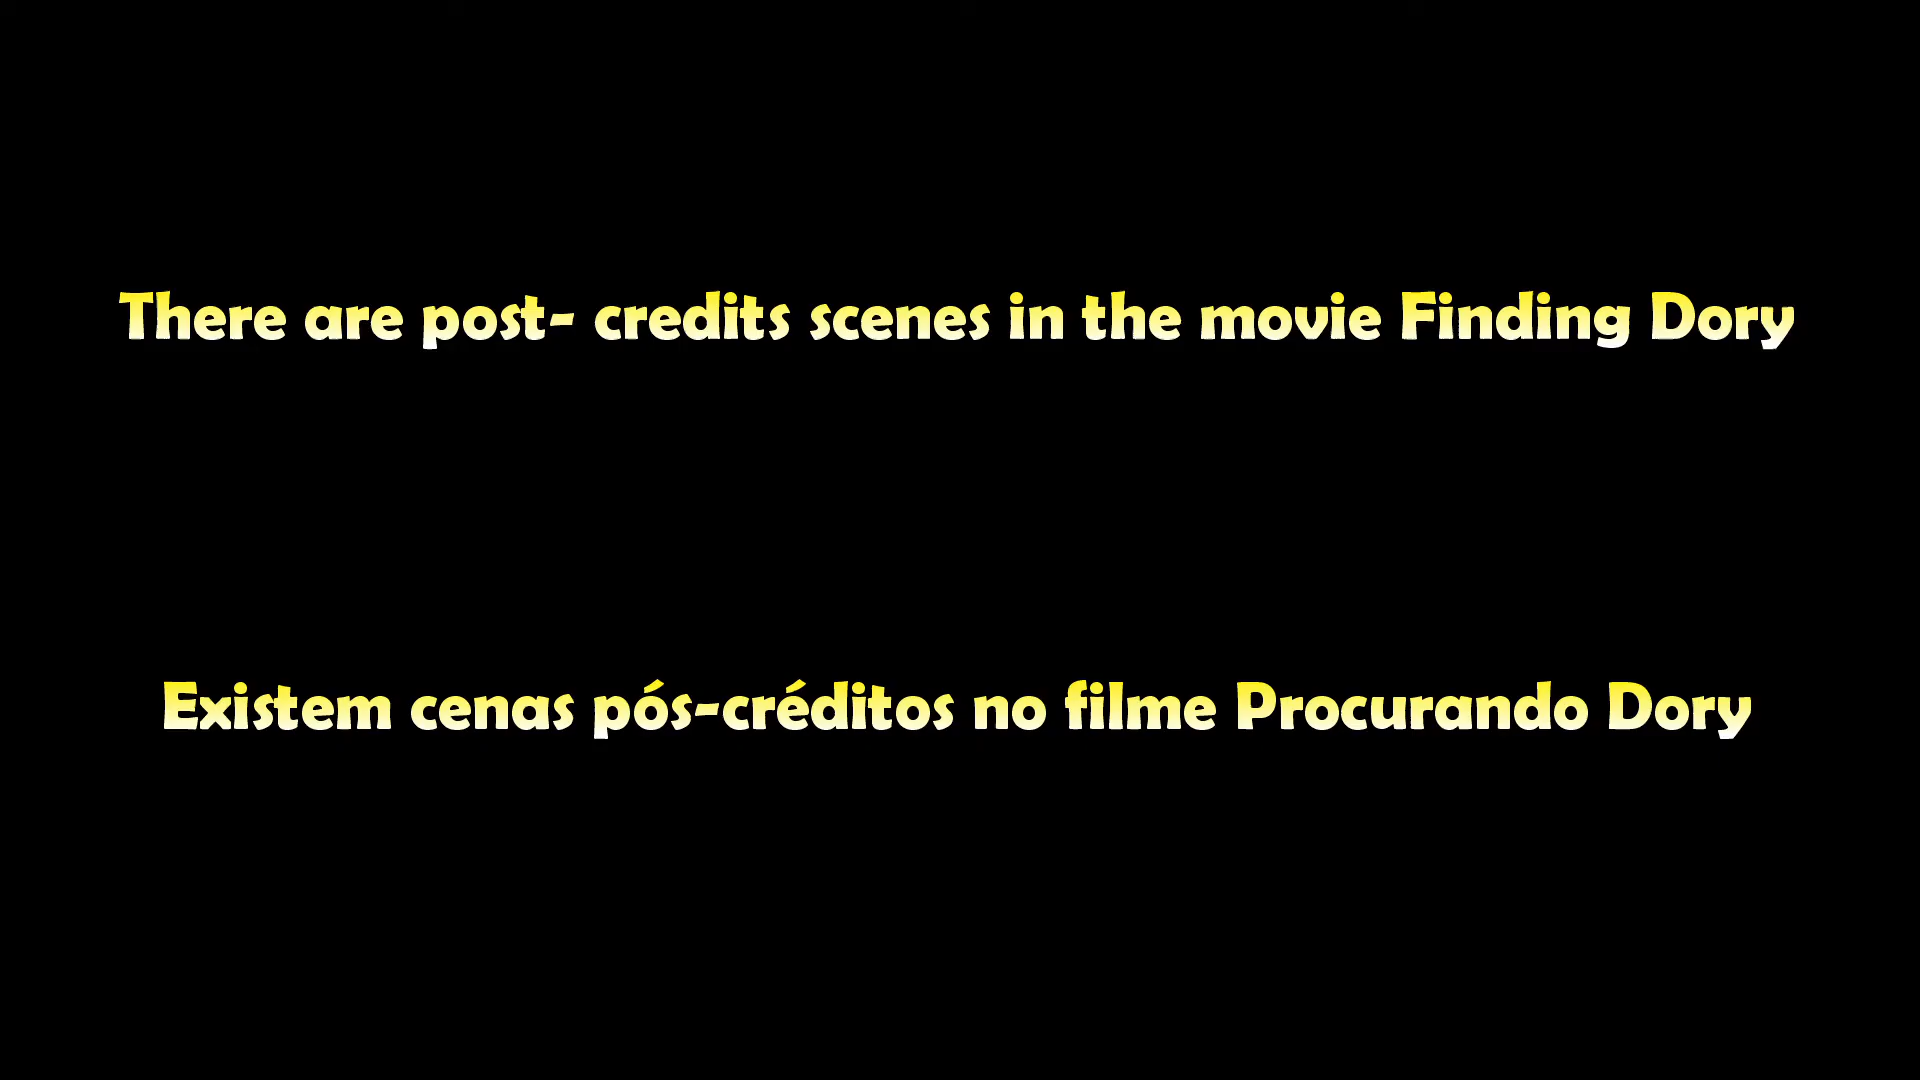 There are post- credits scenes in the movie Finding Dory
Existem cenas pós-créditos no filme Procurando Dory